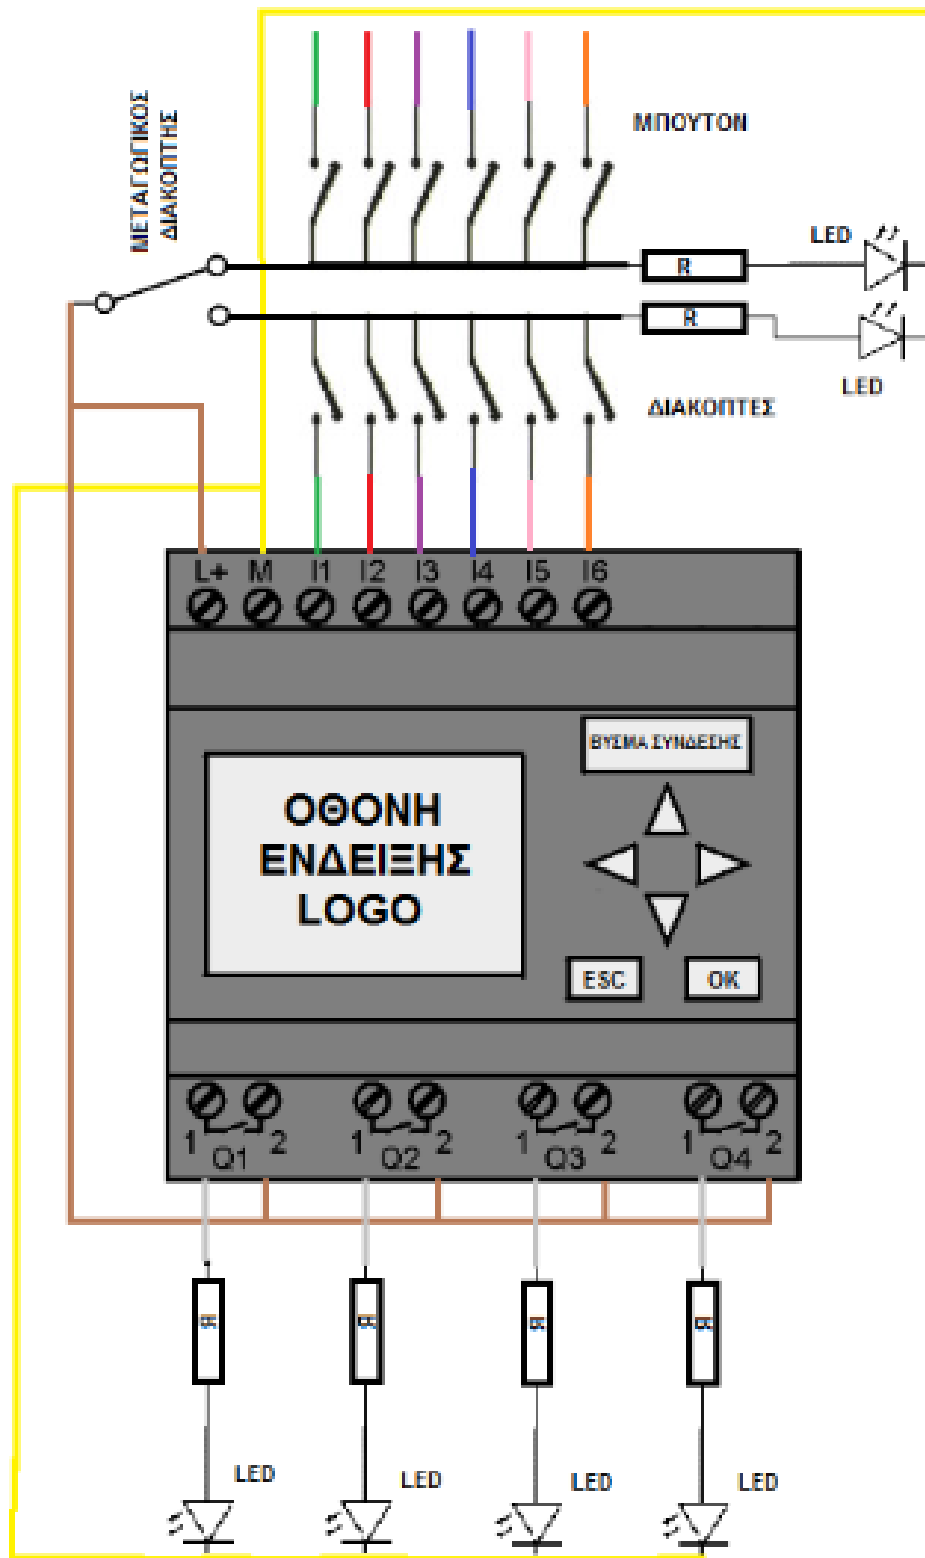 ΜΕΤΑΓΩΓΙΚΟΣ
ΔΙΑΚΟΠΤΗΣ
ΜΠΟΥΤΟΝ
LED
R
R
LED
ΔΙΑΚΟΠΤΕΣ
L+ M I1 I2 I3 I4 I5 I6
ΒΥΣΜΑ ΣΥΝΔΕΣΗΣ
ΟΘΟΝΗ
ΕΝΔΕΙΞΗΣ
LOGO
ESC OK
1 2 1 2 1 2 1 2
Q1 Q2 Q3 Q4
R R R R
LED LED LED LED